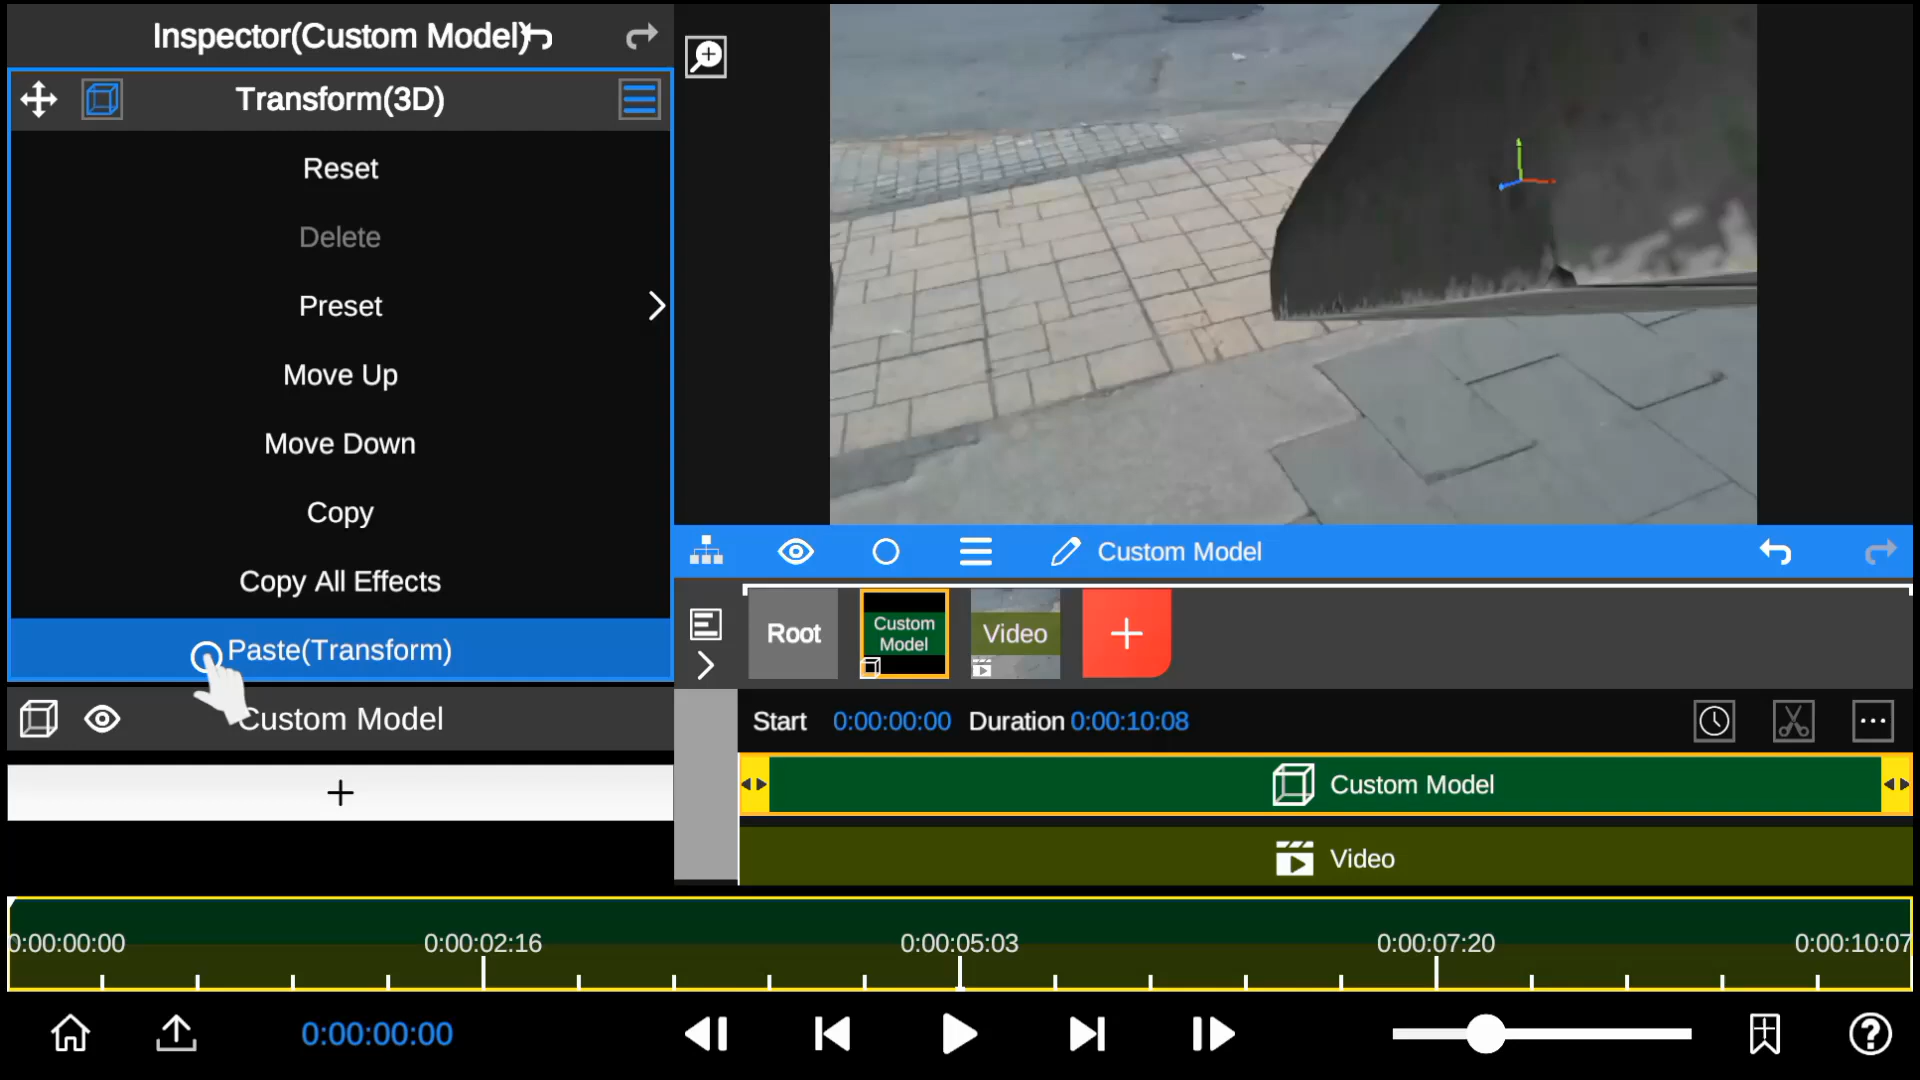 Inspector(Custom Model)
Transform(3D)
Reset
Delete
Preset
Move Up
Move Down
Copy
Copy All Effects
Paste(Transform)
Custom Model
Custom Model
Root
Custom
Model
Video
Start 0:00:00:00 Duration 0:00:10:08
Custom Model
Video
0:00:00:00 0:00:02:16 0:00:05:03 0:00:07:20 0:00:10:07
0:00:00:00